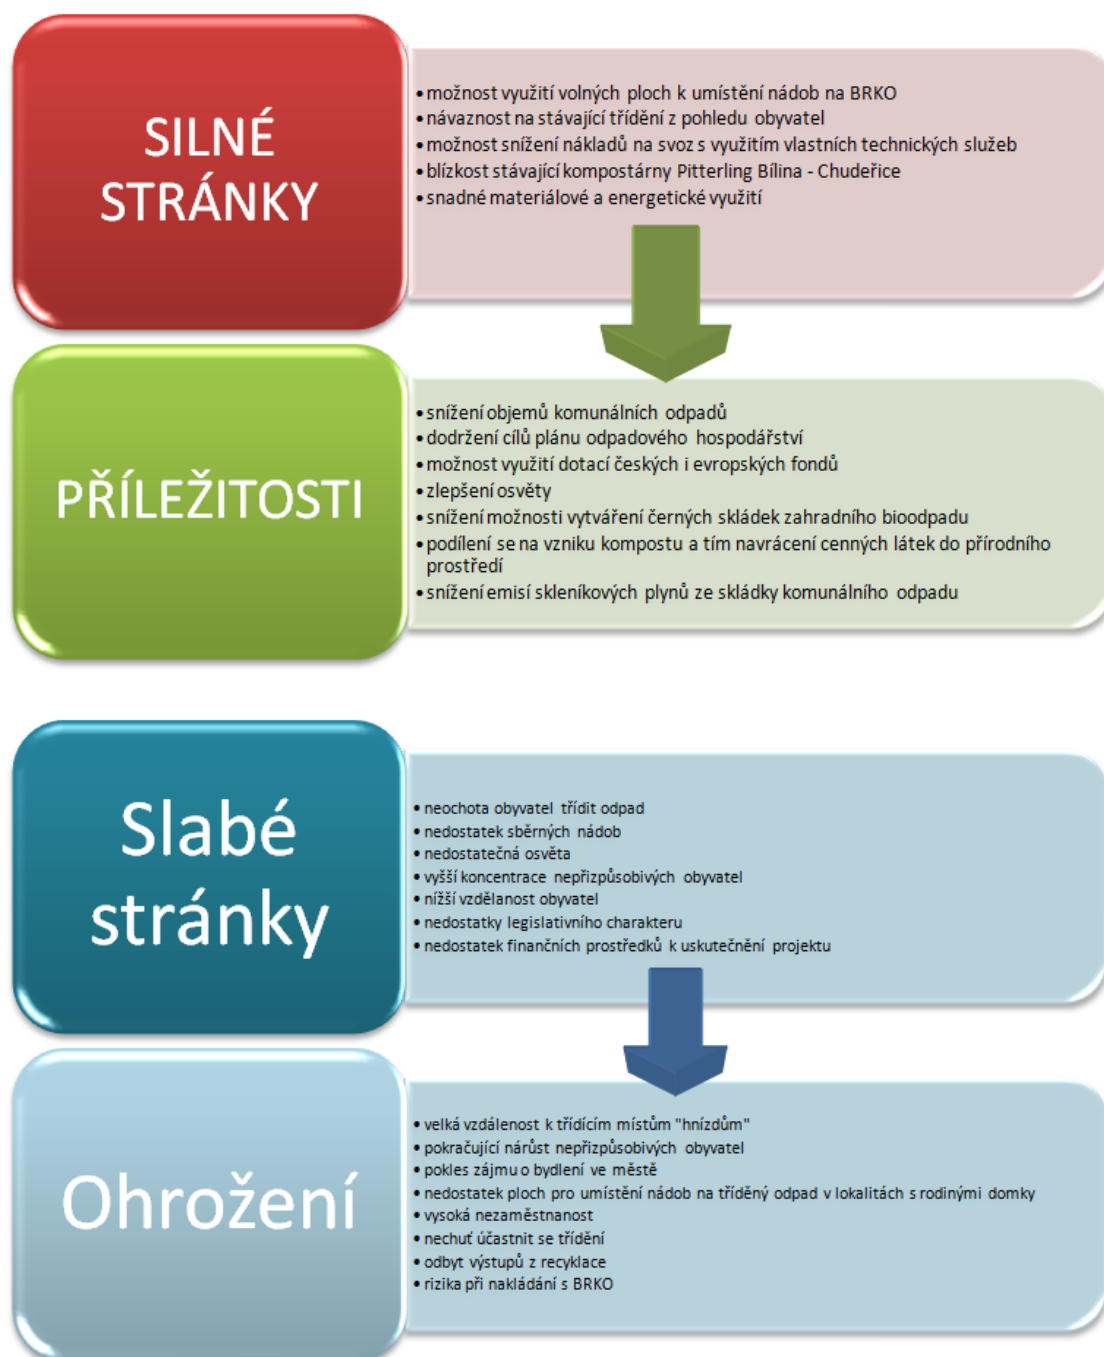 SILNÉ
STRÁNKY
• možnost využití volných ploch k umístění nádob na BRKO
• návaznost na stávající třídění z pohledu obyvatel
• možnost snížení nákladů na svoz s využitím vlastních technických služeb
• blízkost stávající kompostárny Pitterling Bílina - Chudeřice
• snadné materiálové a energetické využití
PŘÍLEŽITOSTI
• snížení objemů komunálních odpadů
• dodržení cílů plánu odpadového hospodářství
• možnost využití dotací českých i evropských fondů
• zlepšení osvěty
• snížení možnosti vytváření černých skládek zahradního bioodpadu
• podílení se na vzniku kompostu a tím navrácení cenných látek do přírodního
prostředí
• snížení emisí skleníkových plynů ze skládky komunálního odpadu
Slabé
stránky
• neochota obyvatel třídit odpad
• nedostatek sběrných nádob
• nedostatečná osvěta
• vyšší koncentrace nepřizpůsobivých obyvatel
• nížší vzdělanost obyvatel
• nedostatky legislativního charakteru
• nedostatek finančních prostředků k uskutečnění projektu
Ohrožení
• velká vzdálenost k třídícím místům "hnízdům"
• pokračující nárůst nepřizpůsobivých obyvatel
• pokles zájmu o bydlení ve městě
• nedostatek ploch pro umístění nádob na tříděný odpad v lokalitách s rodinými domky
• vysoká nezaměstnanost
• nechuť účastnit se třídění
• odbyt výstupů z recyklace
• rizika při nakládání s BRKO